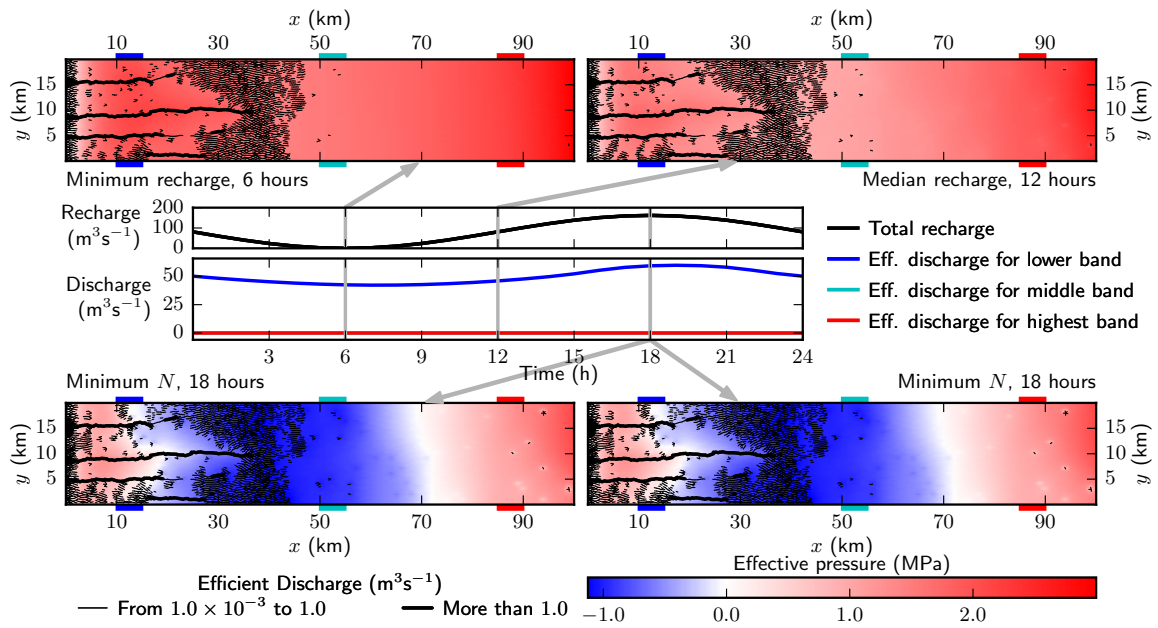 x (km) x (km)
10 30 50 70 90 10 30 50 70 90
y (km) 15 10 5 15 10 5 y (km)
Minimum recharge, 6 hours Median recharge, 12 hours
Recharge (m³s⁻¹) 200 100 0
Discharge (m³s⁻¹) 50 25 0
3 6 9 12 15 18 21 24
Time (h)
Total recharge
Eff. discharge for lower band
Eff. discharge for middle band
Eff. discharge for highest band
Minimum N, 18 hours Minimum N, 18 hours
y (km) 15 10 5 15 10 5 y (km)
10 30 50 70 90 10 30 50 70 90
x (km) x (km)
Efficient Discharge (m³s⁻¹)
From 1.0 × 10⁻³ to 1.0 More than 1.0
Effective pressure (MPa)
−1.0 0.0 1.0 2.0